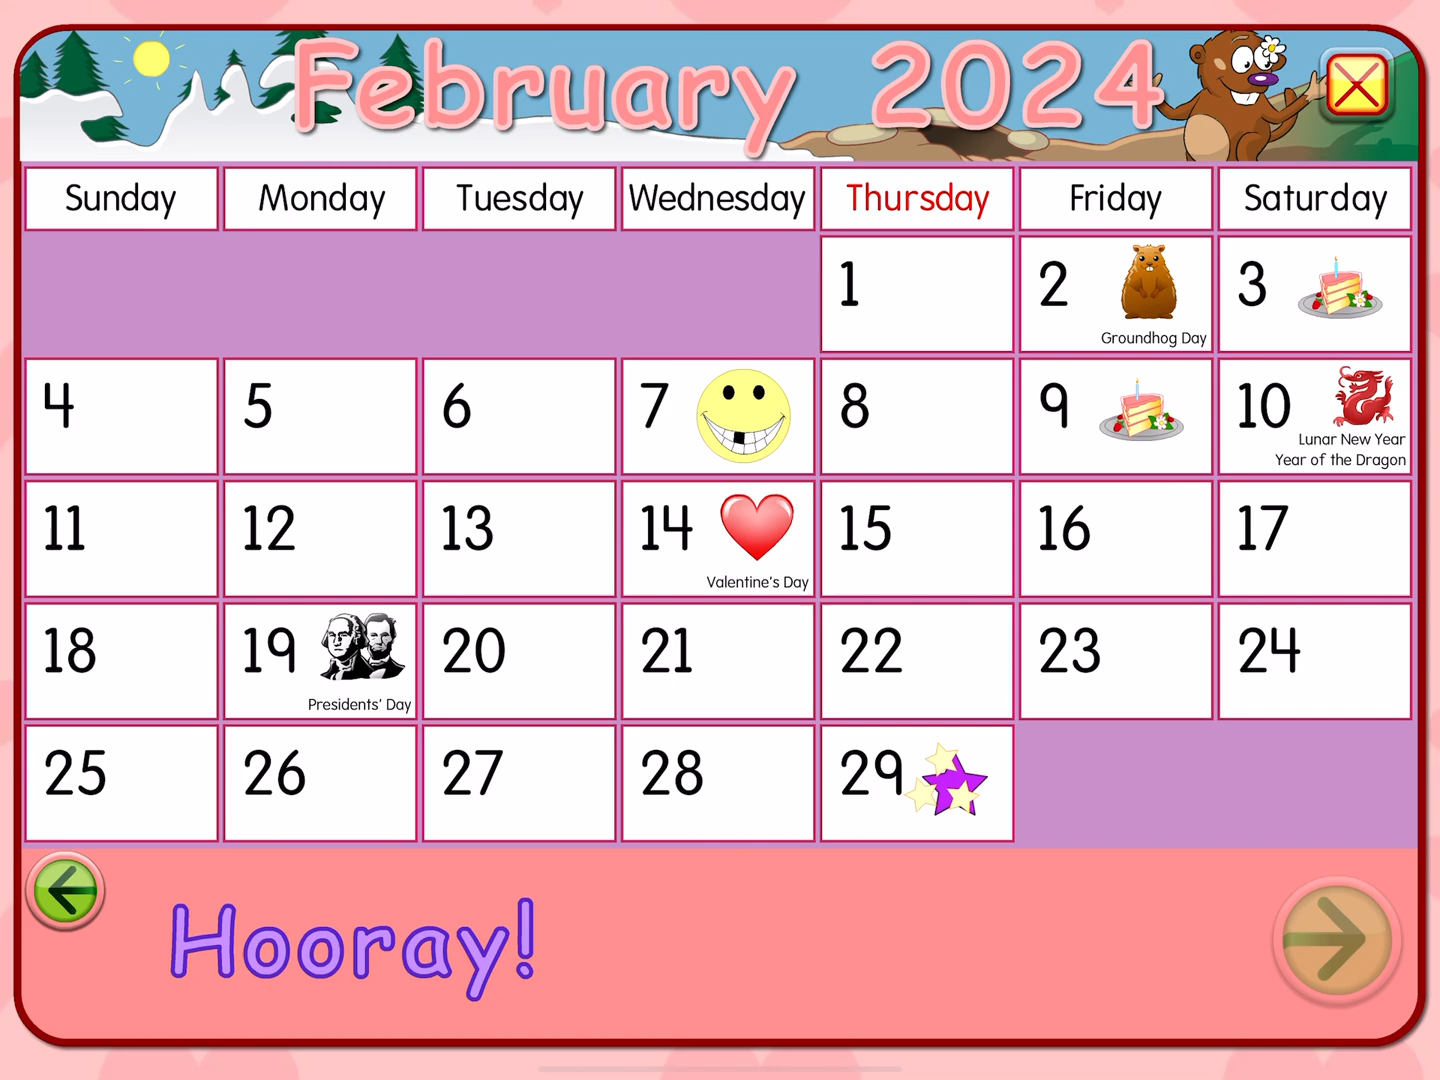 February 2024
Sunday Monday Tuesday Wednesday Thursday Friday Saturday
1 2 3
Groundhog Day
4 5 6 7 8 9 10
Lunar New Year
Year of the Dragon
11 12 13 14 15 16 17
Valentine's Day
18 19 20 21 22 23 24
Presidents' Day
25 26 27 28 29
Hooray!